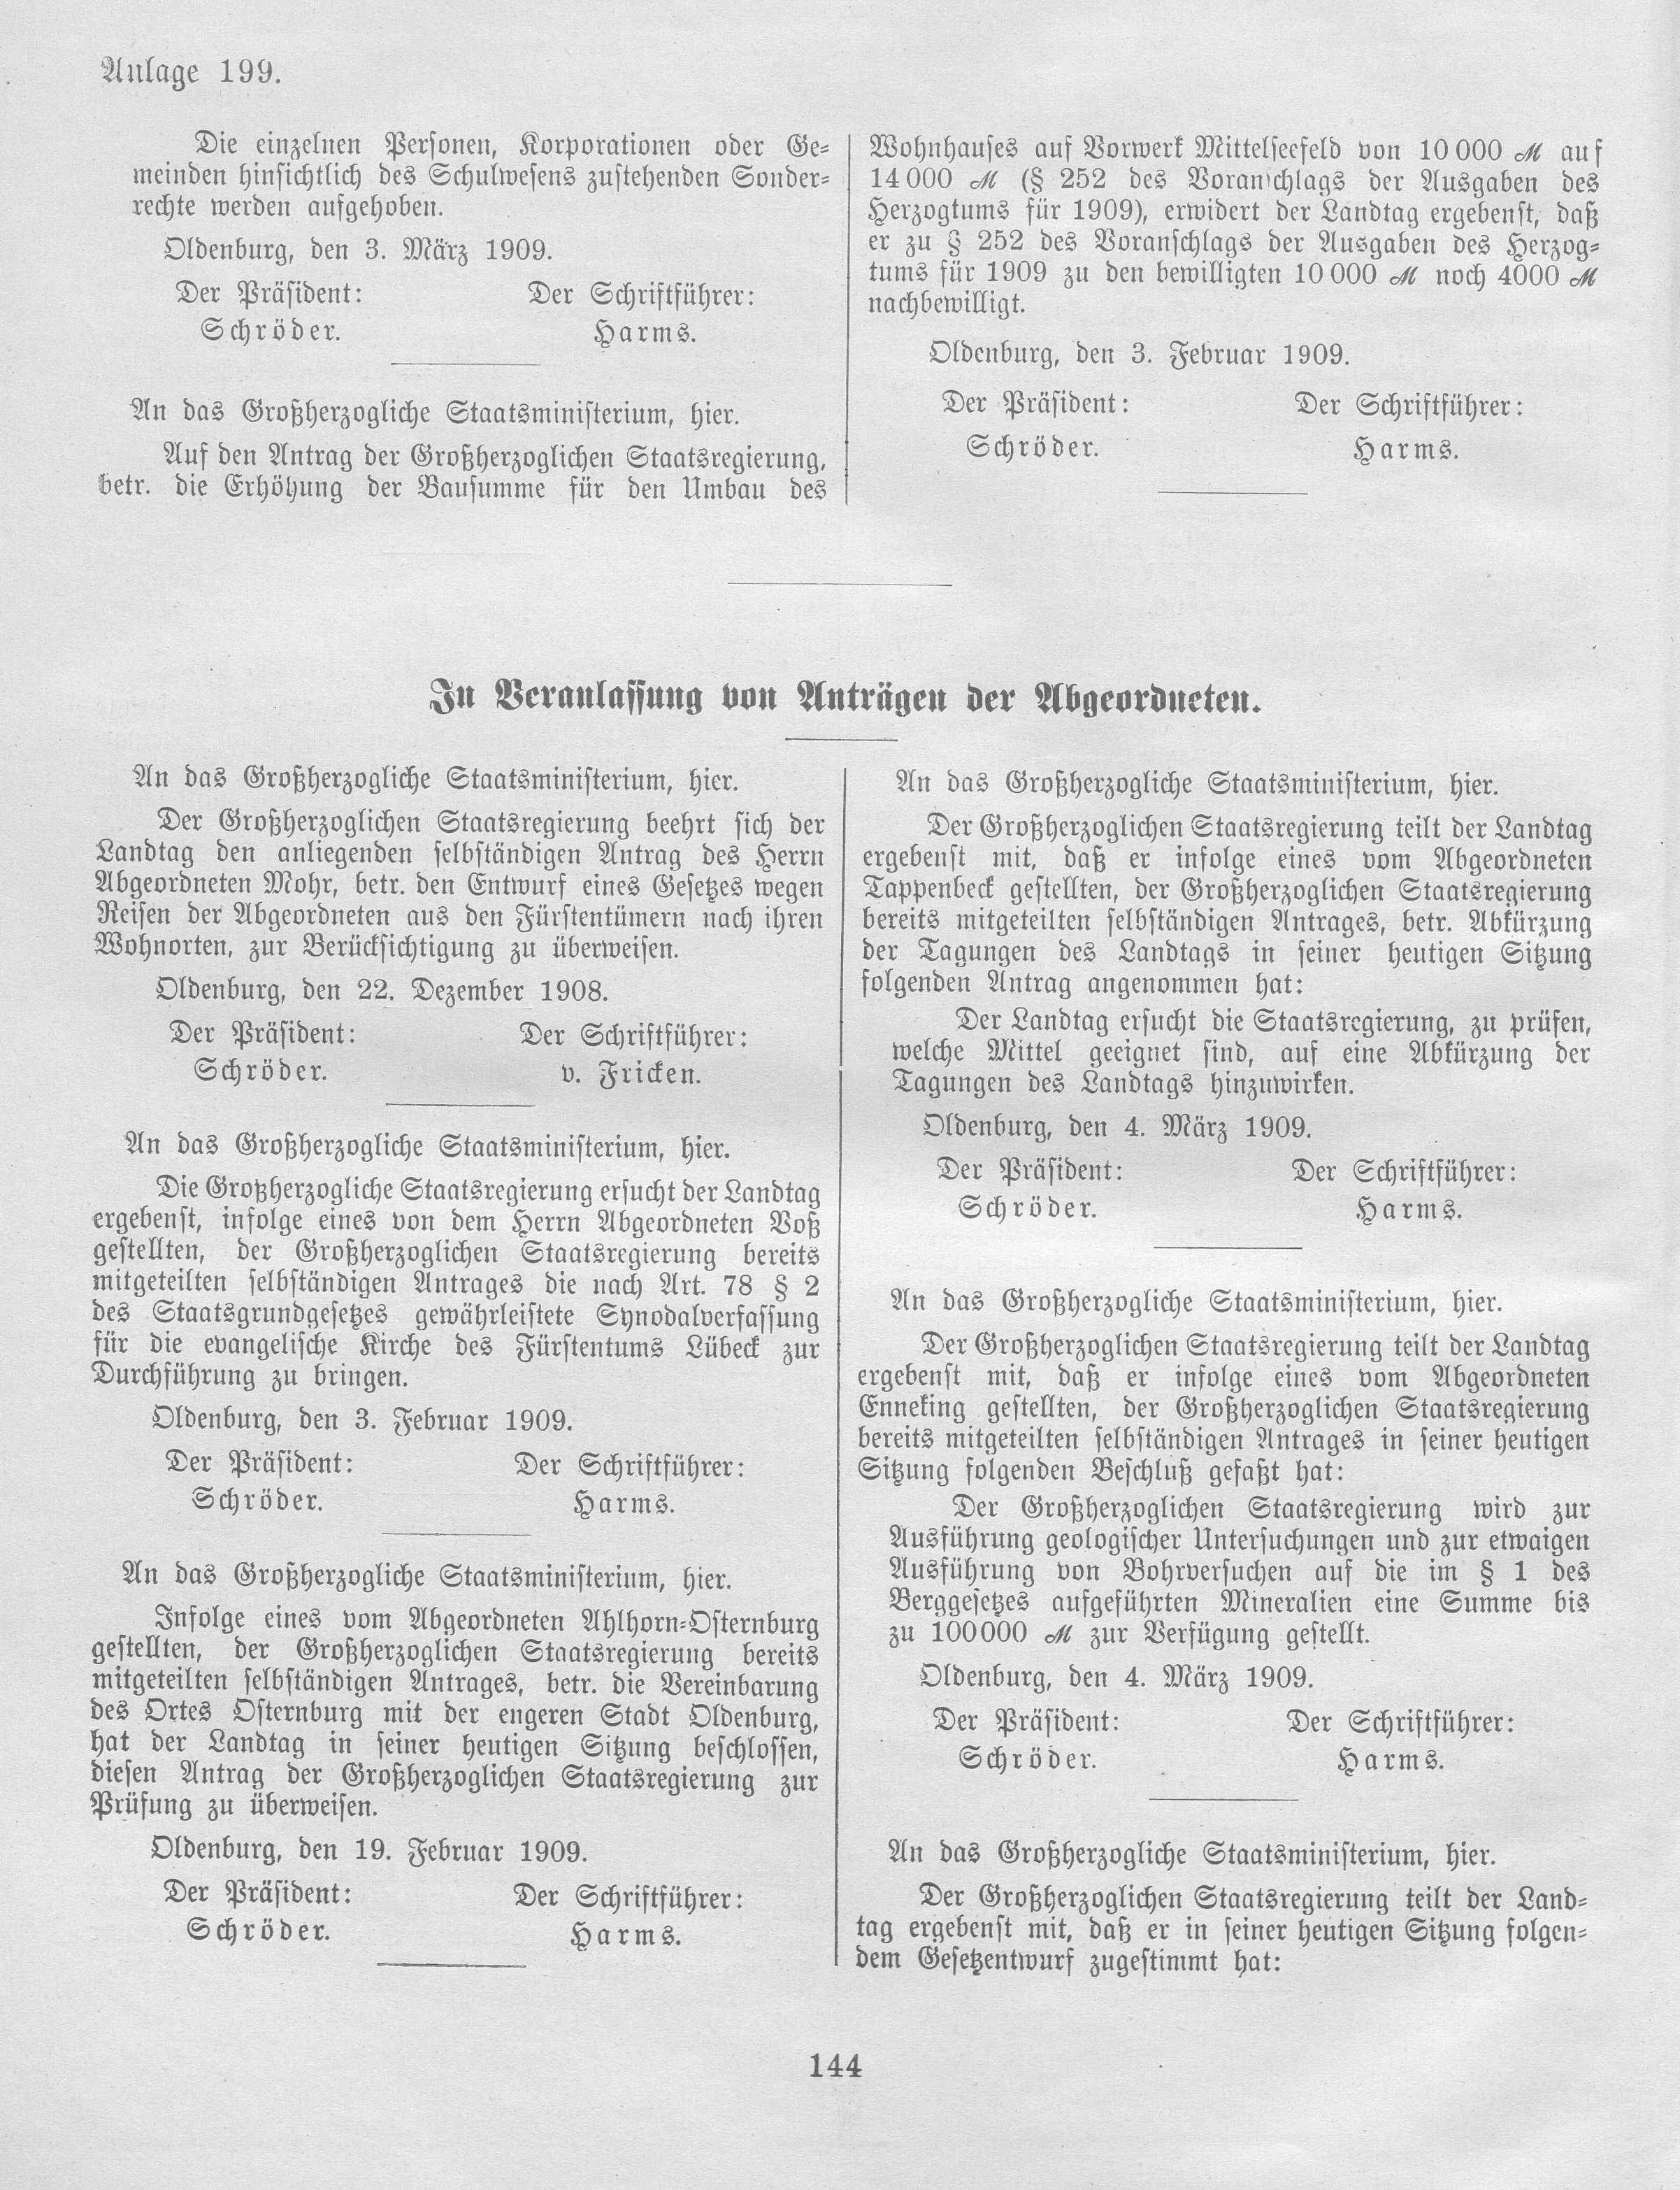 Anlage 199.
Die einzelnen Personen, Korporationen oder Ge-
meinden hinsichtlich des Schulwesens zustehenden Sonder-
rechte werden aufgehoben.
Oldenburg, den 3. März 1909.
Der Präsident: Der Schriftführer:
Schröder. Harms.
An das Großherzogliche Staatsministerium, hier.
Auf den Antrag der Großherzoglichen Staatsregierung,
betr. die Erhöhung der Bausumme für den Umbau des
Wohnhauses auf Vorwerk Mittelseefeld von 10 000 ℳ auf
14 000 ℳ (§ 252 des Voranschlags der Ausgaben des
Herzogtums für 1909), erwidert der Landtag ergebenst, daß
er zu § 252 des Voranschlags der Ausgaben des Herzog-
tums für 1909 zu den bewilligten 10 000 ℳ noch 4000 ℳ
nachbewilligt.
Oldenburg, den 3. Februar 1909.
Der Präsident: Der Schriftführer:
Schröder. Harms.
In Veranlassung von Anträgen der Abgeordneten.
An das Großherzogliche Staatsministerium, hier.
Der Großherzoglichen Staatsregierung beehrt sich der
Landtag den anliegenden selbständigen Antrag des Herrn
Abgeordneten Mohr, betr. den Entwurf eines Gesetzes wegen
Reisen der Abgeordneten aus den Fürstentümern nach ihren
Wohnorten, zur Berücksichtigung zu überweisen.
Oldenburg, den 22. Dezember 1908.
Der Präsident: Der Schriftführer:
Schröder. v. Fricken.
An das Großherzogliche Staatsministerium, hier.
Die Großherzogliche Staatsregierung ersucht der Landtag
ergebenst, infolge eines von dem Herrn Abgeordneten Voß
gestellten, der Großherzoglichen Staatsregierung bereits
mitgeteilten selbständigen Antrages die nach Art. 78 § 2
des Staatsgrundgesetzes gewährleistete Synodalverfassung
für die evangelische Kirche des Fürstentums Lübeck zur
Durchführung zu bringen.
Oldenburg, den 3. Februar 1909.
Der Präsident: Der Schriftführer:
Schröder. Harms.
An das Großherzogliche Staatsministerium, hier.
Infolge eines vom Abgeordneten Ahlhorn-Osternburg
gestellten, der Großherzoglichen Staatsregierung bereits
mitgeteilten selbständigen Antrages, betr. die Vereinbarung
des Ortes Osternburg mit der engeren Stadt Oldenburg,
hat der Landtag in seiner heutigen Sitzung beschlossen,
diesen Antrag der Großherzoglichen Staatsregierung zur
Prüfung zu überweisen.
Oldenburg, den 19. Februar 1909.
Der Präsident: Der Schriftführer:
Schröder. Harms.
An das Großherzogliche Staatsministerium, hier.
Der Großherzoglichen Staatsregierung teilt der Landtag
ergebenst mit, daß er infolge eines vom Abgeordneten
Tappenbeck gestellten, der Großherzoglichen Staatsregierung
bereits mitgeteilten selbständigen Antrages, betr. Abkürzung
der Tagungen des Landtags in seiner heutigen Sitzung
folgenden Antrag angenommen hat:
Der Landtag ersucht die Staatsregierung, zu prüfen,
welche Mittel geeignet sind, auf eine Abkürzung der
Tagungen des Landtags hinzuwirken.
Oldenburg, den 4. März 1909.
Der Präsident: Der Schriftführer:
Schröder. Harms.
An das Großherzogliche Staatsministerium, hier.
Der Großherzoglichen Staatsregierung teilt der Landtag
ergebenst mit, daß er infolge eines vom Abgeordneten
Enneking gestellten, der Großherzoglichen Staatsregierung
bereits mitgeteilten selbständigen Antrages in seiner heutigen
Sitzung folgenden Beschluß gefaßt hat:
Der Großherzoglichen Staatsregierung wird zur
Ausführung geologischer Untersuchungen und zur etwaigen
Ausführung von Bohrversuchen auf die im § 1 des
Berggesetzes aufgeführten Mineralien eine Summe bis
zu 100 000 ℳ zur Verfügung gestellt.
Oldenburg, den 4. März 1909.
Der Präsident: Der Schriftführer:
Schröder. Harms.
An das Großherzogliche Staatsministerium, hier.
Der Großherzoglichen Staatsregierung teilt der Land-
tag ergebenst mit, daß er in seiner heutigen Sitzung folgen-
dem Gesetzentwurf zugestimmt hat:
144